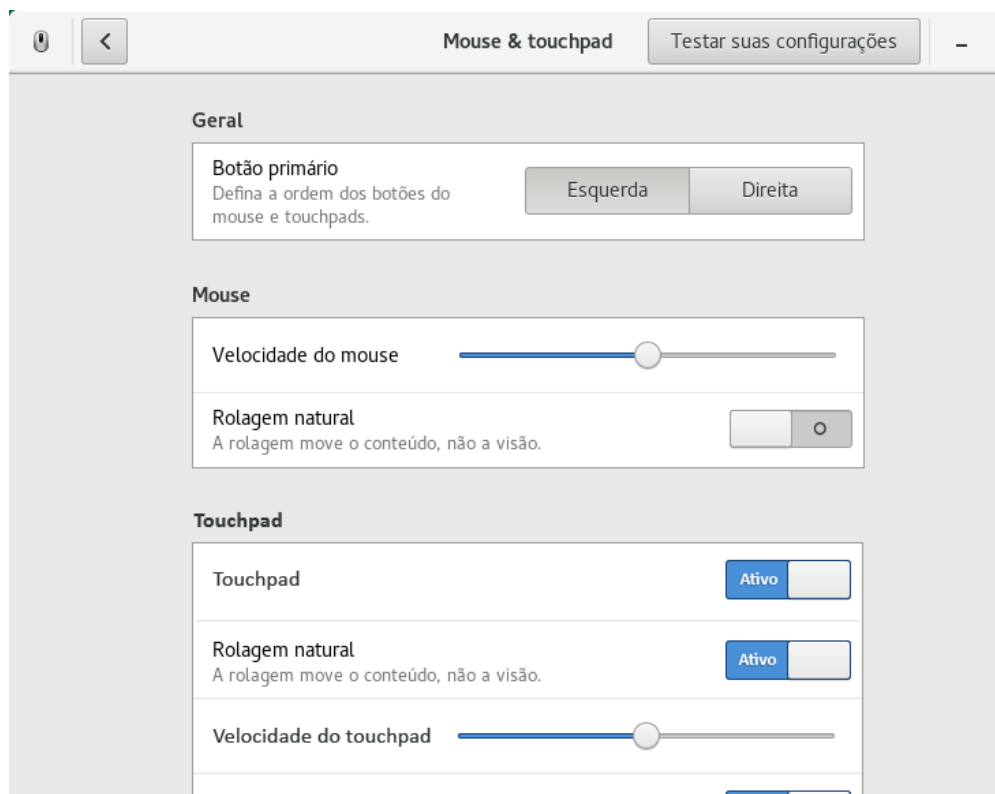 Mouse & touchpad
Testar suas configurações
Geral
Botão primário
Defina a ordem dos botões do
mouse e touchpads.
Esquerda
Direita
Mouse
Velocidade do mouse
Rolagem natural
A rolagem move o conteúdo, não a visão.
Touchpad
Touchpad
Ativo
Rolagem natural
A rolagem move o conteúdo, não a visão.
Ativo
Velocidade do touchpad